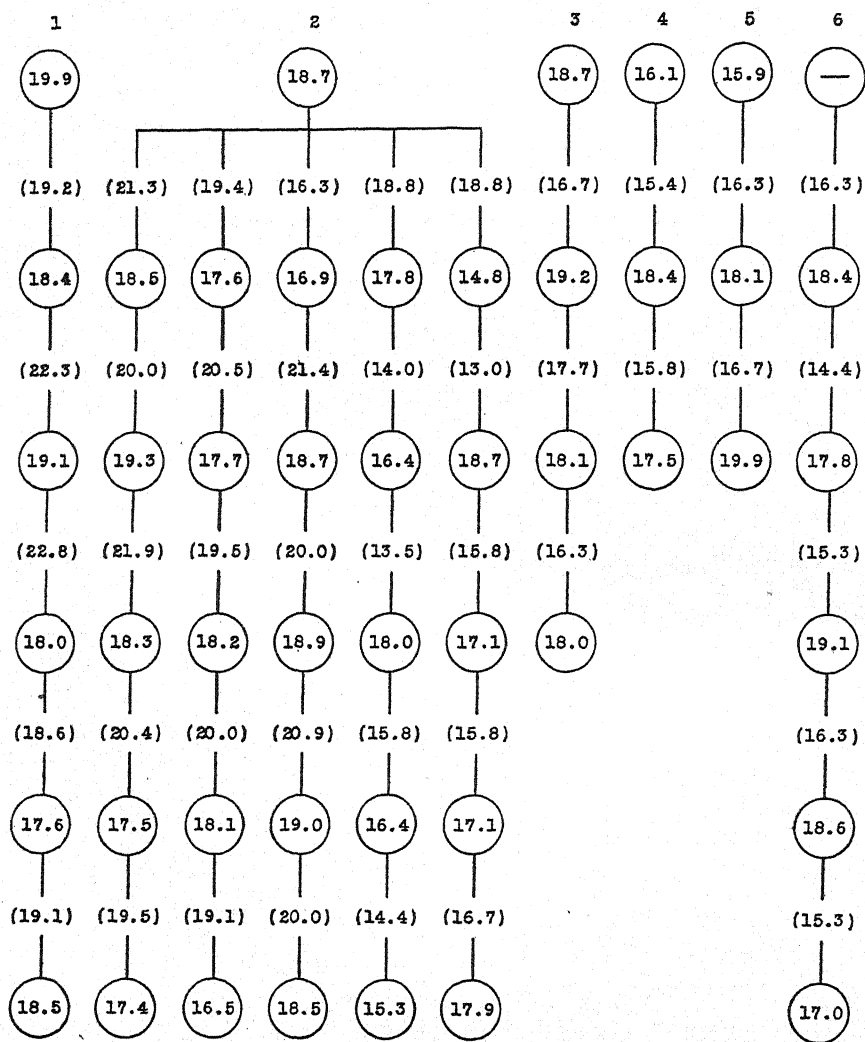 1 2 3 4 5 6
19.9 18.7 18.7 16.1 15.9 —
(19.2) (21.3) (19.4) (16.3) (18.8) (18.8) (16.7) (15.4) (16.3) (16.3)
18.4 18.5 17.6 16.9 17.8 14.8 19.2 18.4 18.1 18.4
(22.3) (20.0) (20.5) (21.4) (14.0) (13.0) (17.7) (15.8) (16.7) (14.4)
19.1 19.3 17.7 18.7 16.4 18.7 18.1 17.5 19.9 17.8
(22.8) (21.9) (19.5) (20.0) (13.5) (15.8) (16.3) (15.3)
18.0 18.3 18.2 18.9 18.0 17.1 18.0 19.1
(18.6) (20.4) (20.0) (20.9) (15.8) (15.8) (16.3)
17.6 17.5 18.1 19.0 16.4 17.1 18.6
(19.1) (19.5) (19.1) (20.0) (14.4) (16.7) (15.3)
18.5 17.4 16.5 18.5 15.3 17.9 17.0